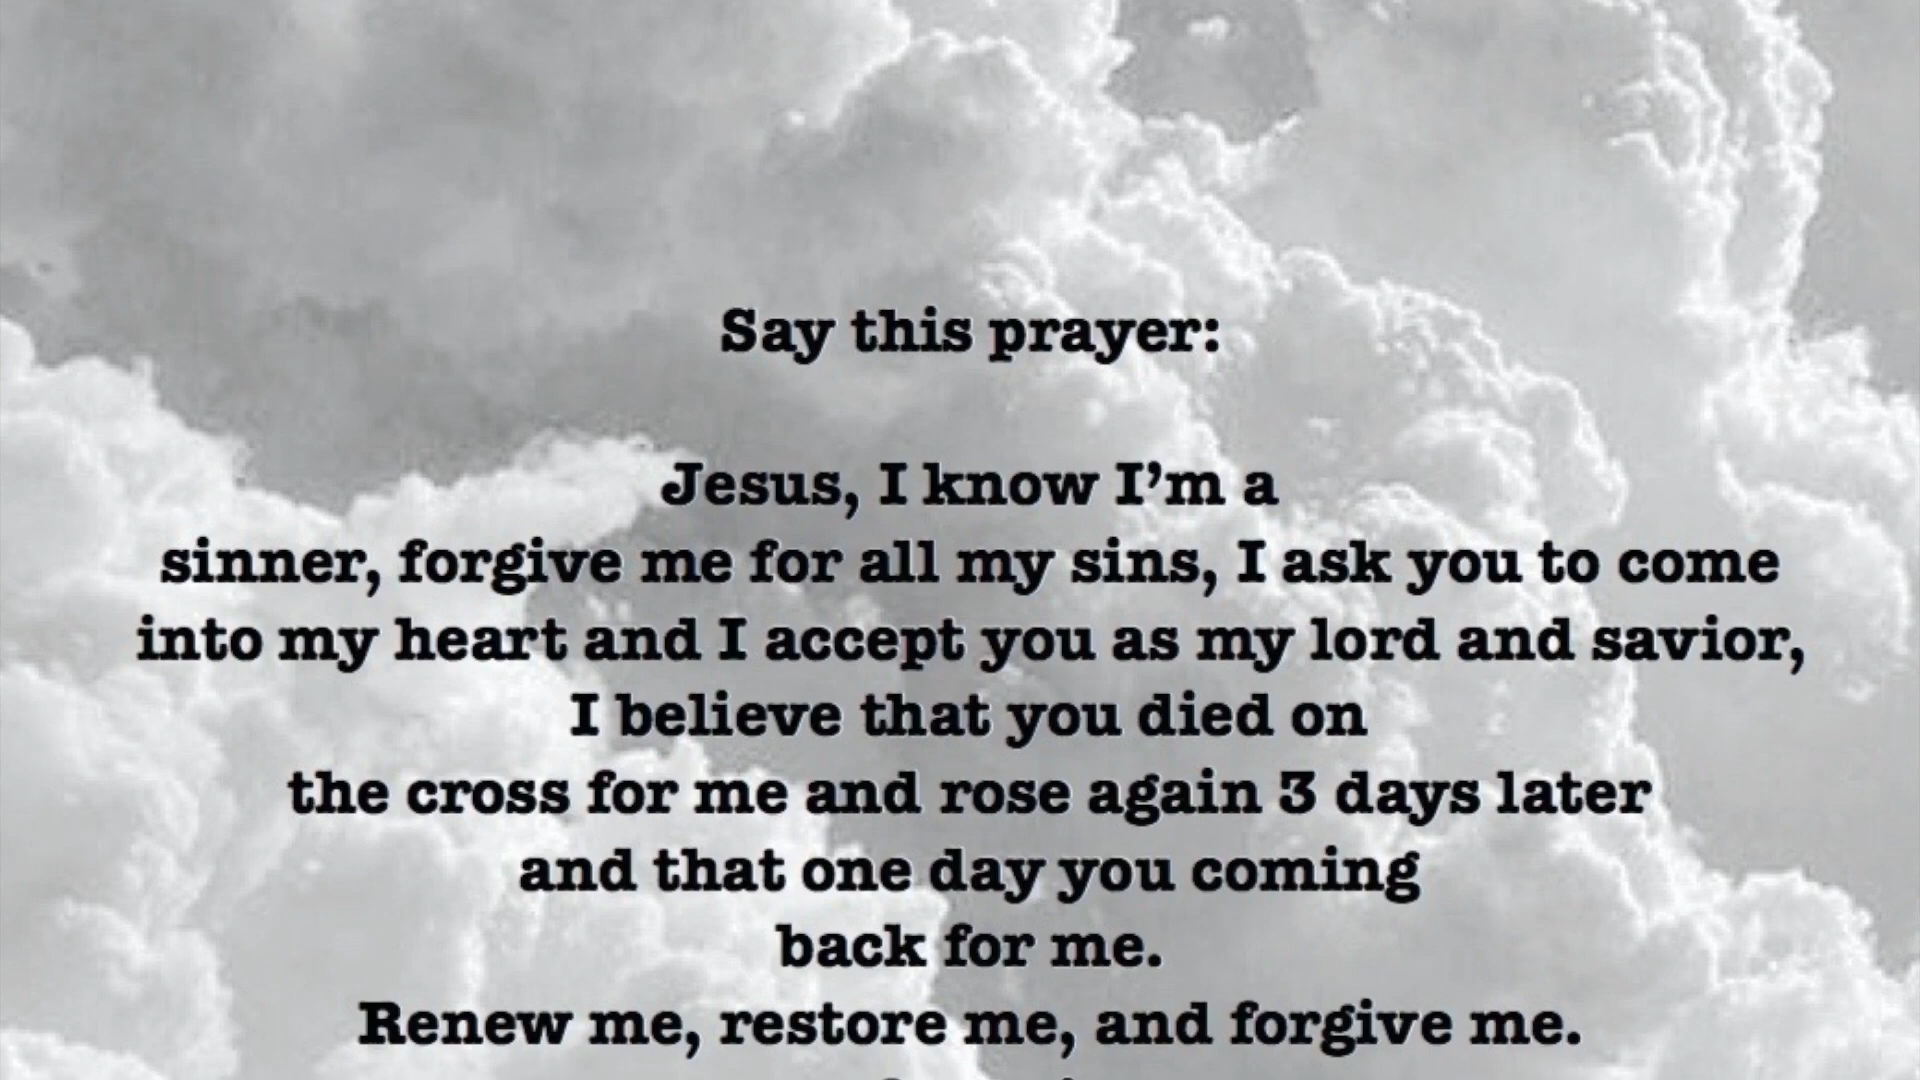 Say this prayer:
Jesus, I know I’m a
sinner, forgive me for all my sins, I ask you to come
into my heart and I accept you as my lord and savior,
I believe that you died on
the cross for me and rose again 3 days later
and that one day you coming
back for me.
Renew me, restore me, and forgive me.